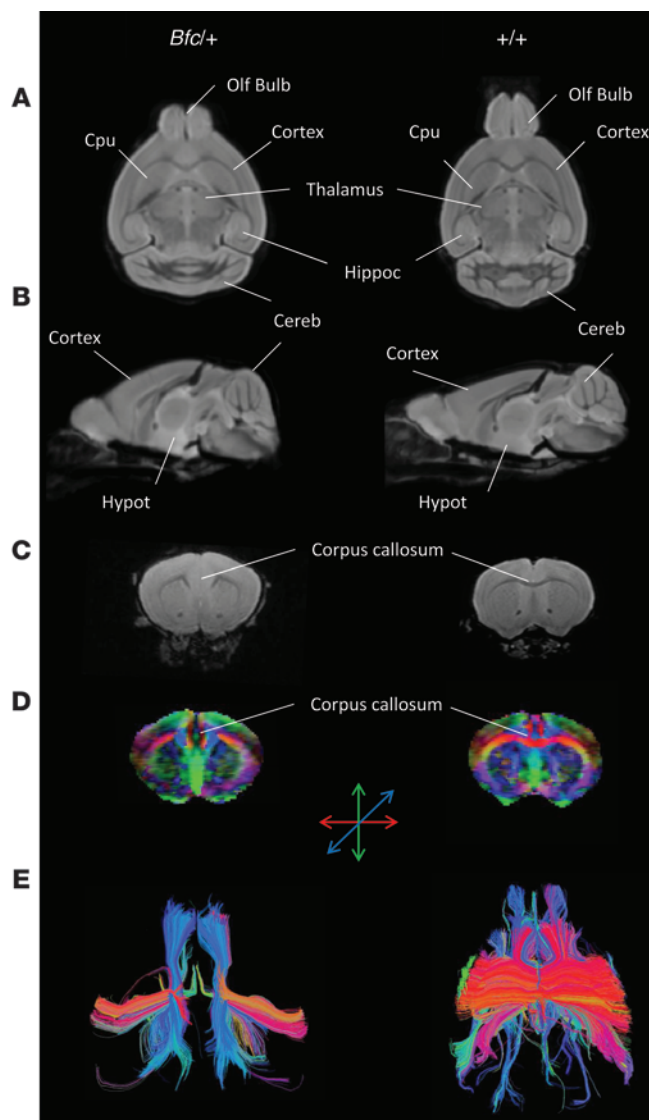 Bfc/+ +/+
A
Olf Bulb Olf Bulb
Cpu Cortex Cpu Cortex
Thalamus
Hippoc
B
Cereb Cereb
Cortex Cortex
Hypot Hypot
C
Corpus callosum
D
Corpus callosum
E